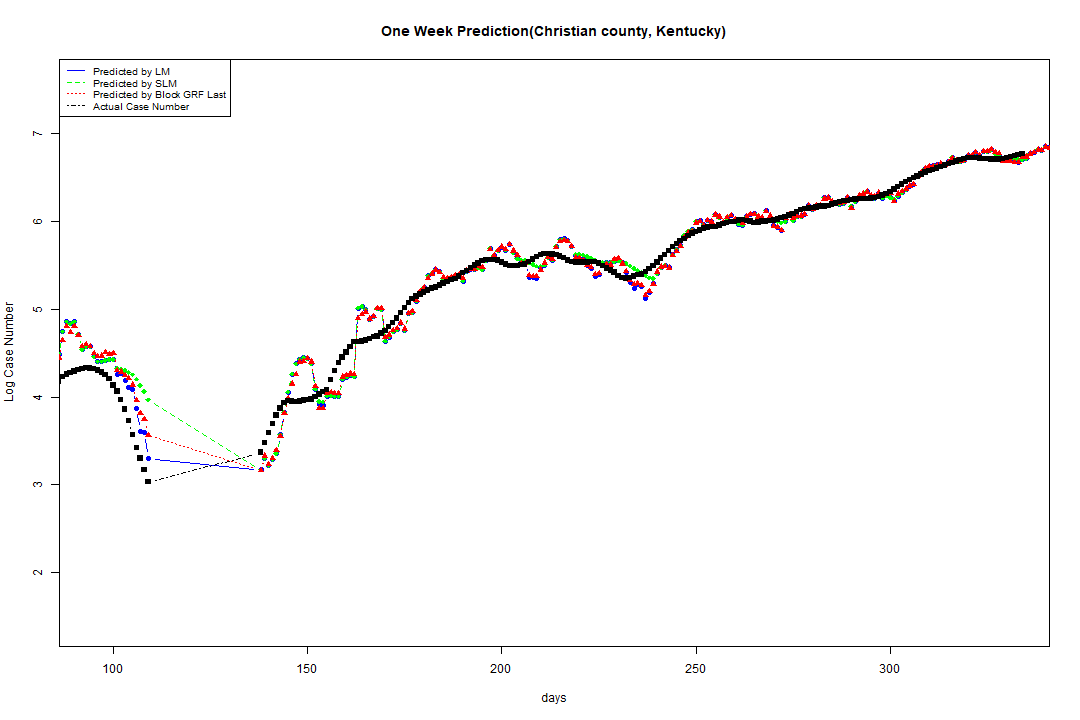 One Week Prediction(Christian county, Kentucky)
Predicted by LM
Predicted by SLM
Predicted by Block GRF Last
Actual Case Number
7
6
5
4
3
2
Log Case Number
100 150 200 250 300
days